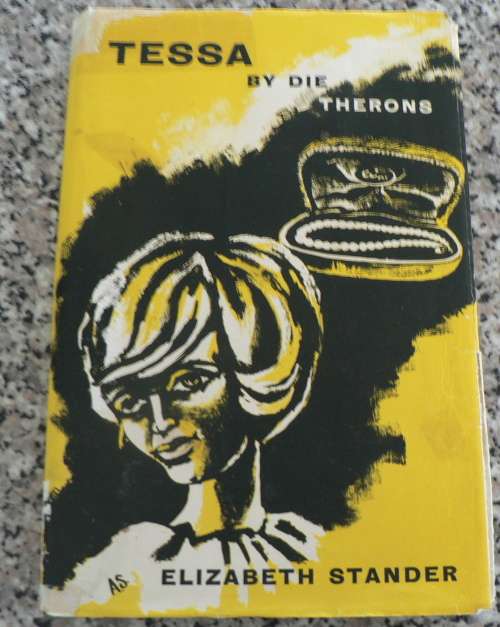 TESSA
BY DIE
THERONS
AS
ELIZABETH STANDER